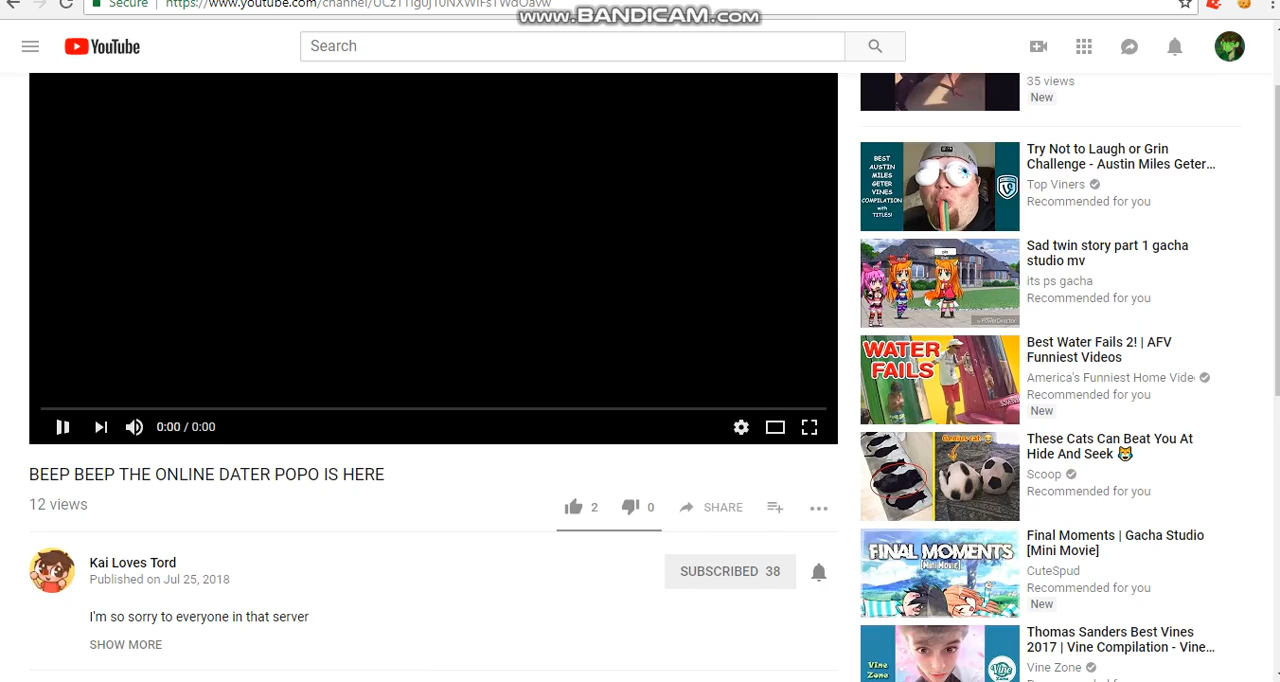 Secure
www.BANDICAM.com
YouTube
Search
0:00 / 0:00
BEEP BEEP THE ONLINE DATER POPO IS HERE
12 views
2
0
SHARE
Kai Loves Tord
Published on Jul 25, 2018
SUBSCRIBED 38
I'm so sorry to everyone in that server
SHOW MORE
35 views
New
BEST
AUSTIN
MILES
GETER
VINES
COMPILATION
with
TITLES!
Try Not to Laugh or Grin
Challenge - Austin Miles Geter...
Top Viners
Recommended for you
Sad twin story part 1 gacha
studio mv
its ps gacha
Recommended for you
WATER
FAILS
Best Water Fails 2! | AFV
Funniest Videos
America's Funniest Home Vide
Recommended for you
New
Genius cat
These Cats Can Beat You At
Hide And Seek 😹
Scoop
Recommended for you
FINAL MOMENTS
[Mini Movie]
Final Moments | Gacha Studio
[Mini Movie]
CuteSpud
Recommended for you
New
Vine
Zone
Thomas Sanders Best Vines
2017 | Vine Compilation - Vine...
Vine Zone